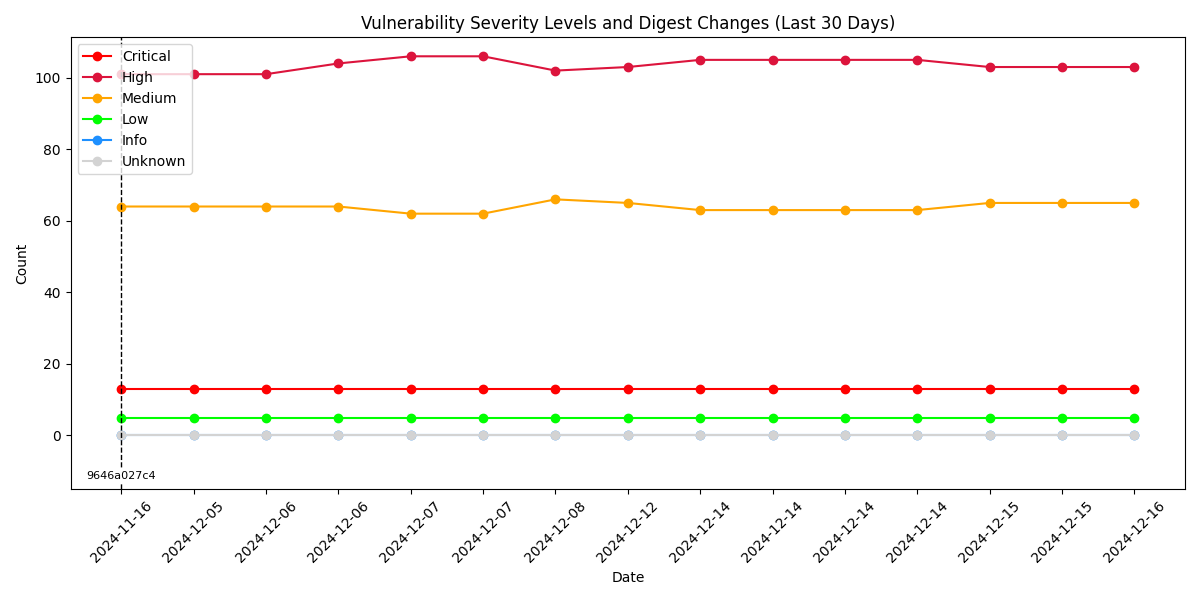 Vulnerability Severity Levels and Digest Changes (Last 30 Days)
Critical
High
Medium
Low
Info
Unknown
Count
100
80
60
40
20
0
9646a027c4
2024-11-16
2024-12-05
2024-12-06
2024-12-06
2024-12-07
2024-12-07
2024-12-08
2024-12-12
2024-12-14
2024-12-14
2024-12-14
2024-12-14
2024-12-15
2024-12-15
2024-12-16
Date